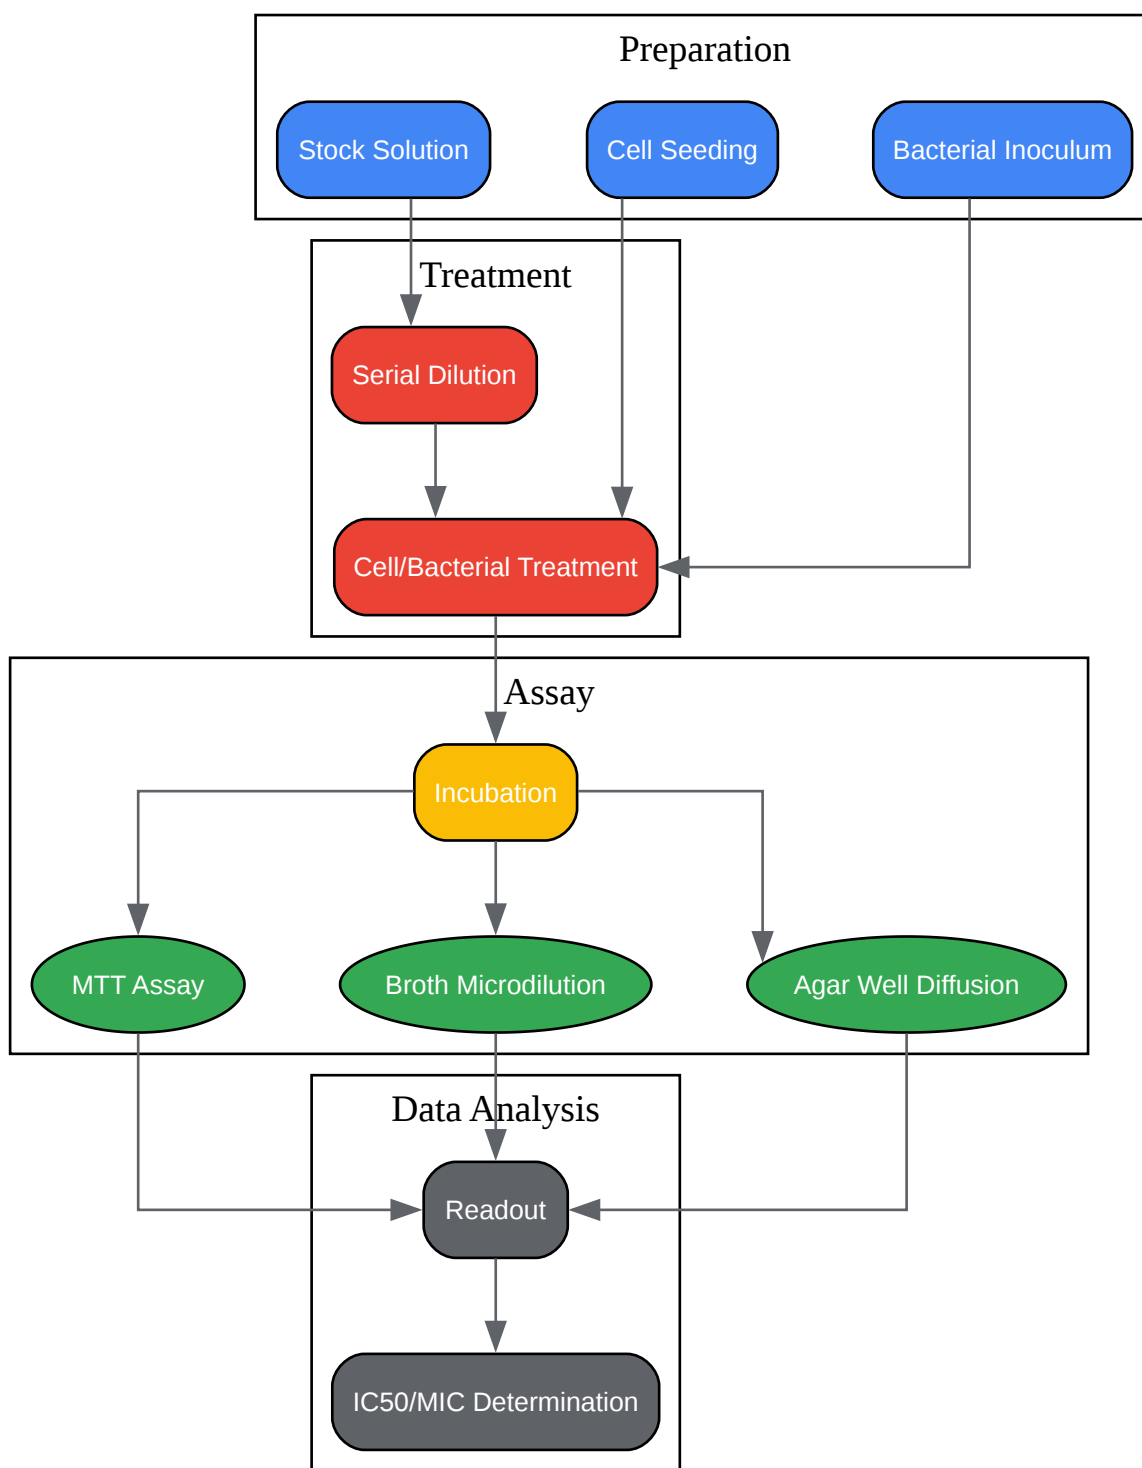 Preparation
Stock Solution
Cell Seeding
Bacterial Inoculum
Treatment
Serial Dilution
Cell/Bacterial Treatment
Assay
Incubation
MTT Assay
Broth Microdilution
Agar Well Diffusion
Data Analysis
Readout
IC50/MIC Determination